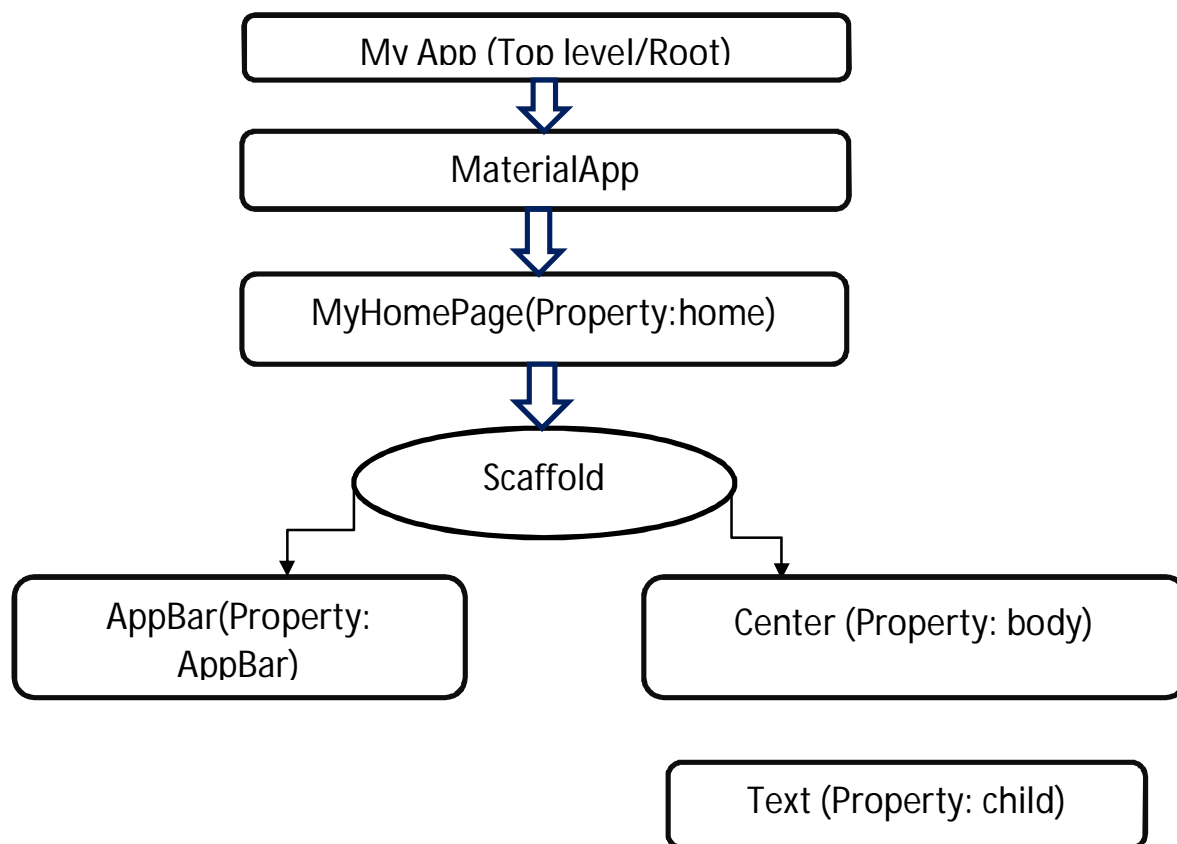 My App (Top level/Root)
MaterialApp
MyHomePage(Property:home)
Scaffold
AppBar(Property:
AppBar)
Center (Property: body)
Text (Property: child)